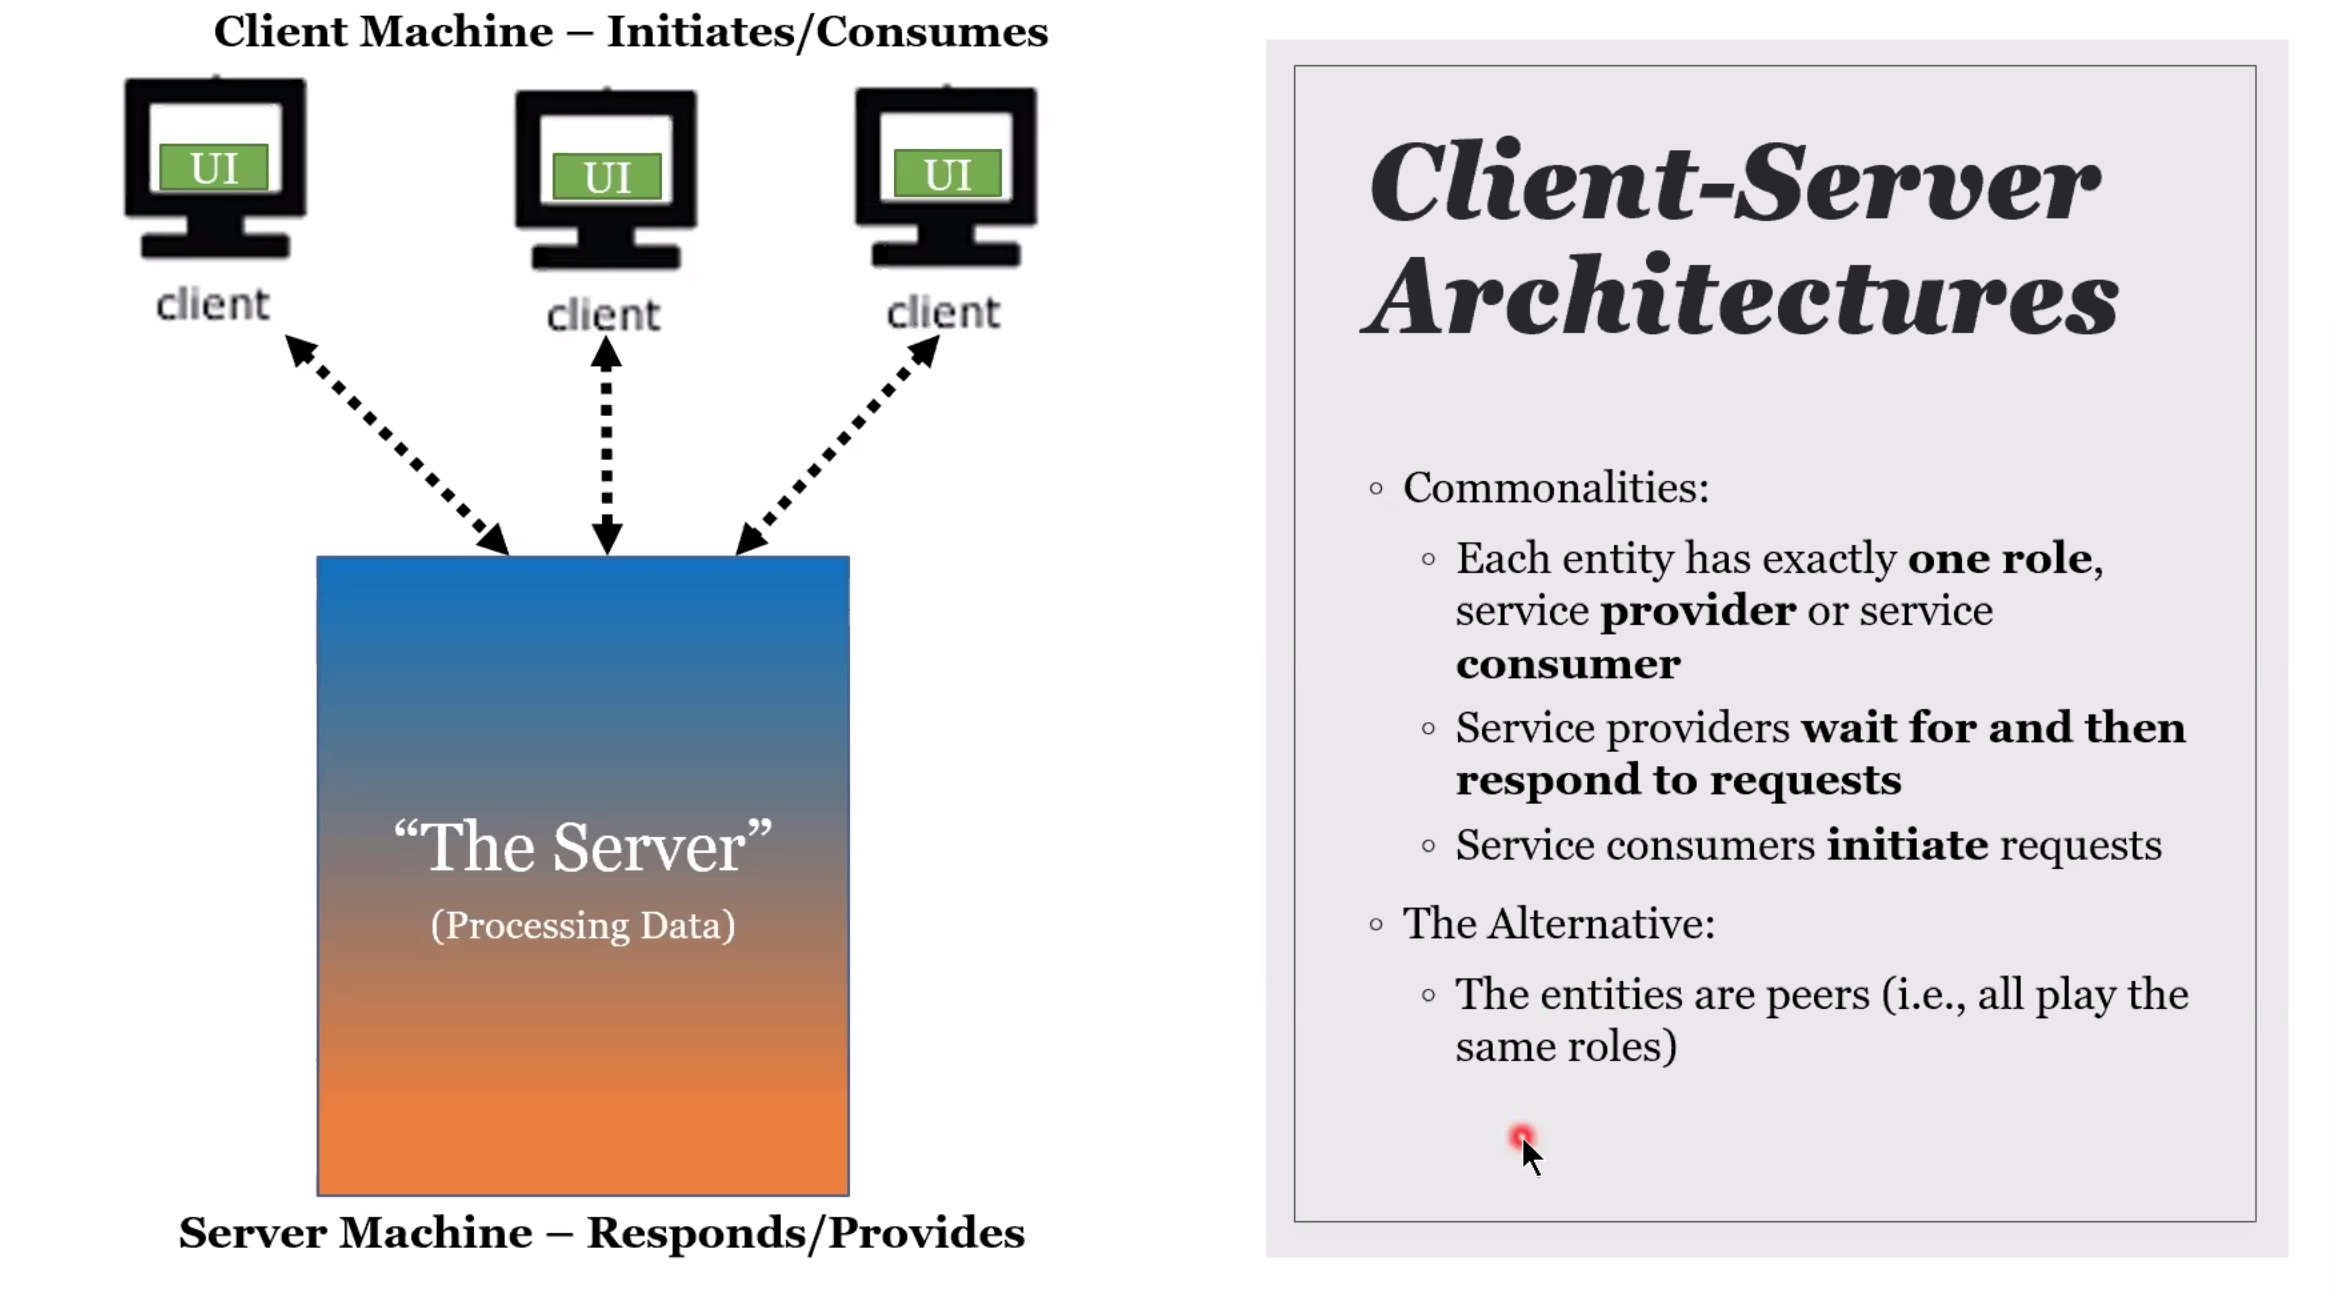 Client Machine – Initiates/Consumes
UI
UI
UI
client
client
client
“The Server”
(Processing Data)
Server Machine – Responds/Provides
Client-Server
Architectures
Commonalities:
Each entity has exactly one role,
service provider or service
consumer
Service providers wait for and then
respond to requests
Service consumers initiate requests
The Alternative:
The entities are peers (i.e., all play the
same roles)